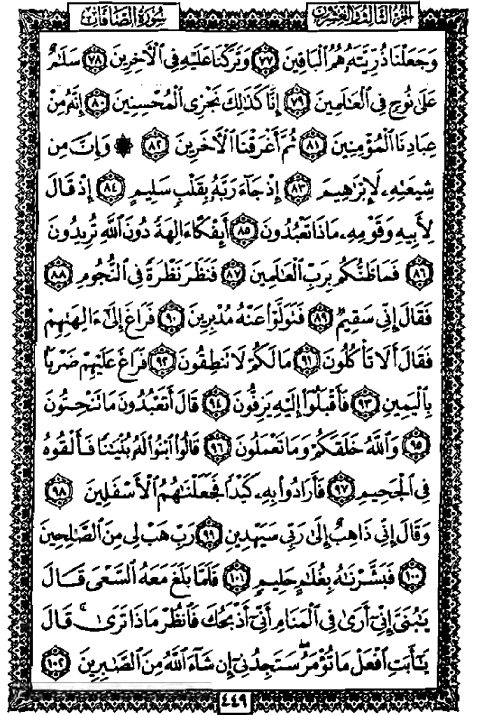 الجزء الثالث والعشرون سورة الصافات
وَجَعَلْنَا ذُرِّيَّتَهُۥ هُمُ ٱلْبَاقِينَ ۝٧٧ وَتَرَكْنَا عَلَيْهِ فِى ٱلْأٓخِرِينَ ۝٧٨ سَلَٰمٌ
عَلَىٰ نُوحٍ فِى ٱلْعَٰلَمِينَ ۝٧٩ إِنَّا كَذَٰلِكَ نَجْزِى ٱلْمُحْسِنِينَ ۝٨٠ إِنَّهُۥ مِنْ
عِبَادِنَا ٱلْمُؤْمِنِينَ ۝٨١ ثُمَّ أَغْرَقْنَا ٱلْأٓخَرِينَ ۝٨٢ ۞ وَإِنَّ مِن
شِيعَتِهِۦ لَإِبْرَٰهِيمَ ۝٨٣ إِذْ جَآءَ رَبَّهُۥ بِقَلْبٍ سَلِيمٍ ۝٨٤ إِذْ قَالَ
لِأَبِيهِ وَقَوْمِهِۦ مَاذَا تَعْبُدُونَ ۝٨٥ أَئِفْكًا ءَالِهَةً دُونَ ٱللَّهِ تُرِيدُونَ
۝٨٦ فَمَا ظَنُّكُم بِرَبِّ ٱلْعَٰلَمِينَ ۝٨٧ فَنَظَرَ نَظْرَةً فِى ٱلنُّجُومِ ۝٨٨
فَقَالَ إِنِّى سَقِيمٌ ۝٨٩ فَتَوَلَّوْا۟ عَنْهُ مُدْبِرِينَ ۝٩٠ فَرَاغَ إِلَىٰٓ ءَالِهَتِهِمْ
فَقَالَ أَلَا تَأْكُلُونَ ۝٩١ مَا لَكُمْ لَا تَنطِقُونَ ۝٩٢ فَرَاغَ عَلَيْهِمْ ضَرْبًۢا
بِٱلْيَمِينِ ۝٩٣ فَأَقْبَلُوٓا۟ إِلَيْهِ يَزِفُّونَ ۝٩٤ قَالَ أَتَعْبُدُونَ مَا تَنْحِتُونَ
۝٩٥ وَٱللَّهُ خَلَقَكُمْ وَمَا تَعْمَلُونَ ۝٩٦ قَالُوا۟ ٱبْنُوا۟ لَهُۥ بُنْيَٰنًا فَأَلْقُوهُ
فِى ٱلْجَحِيمِ ۝٩٧ فَأَرَادُوا۟ بِهِۦ كَيْدًا فَجَعَلْنَٰهُمُ ٱلْأَسْفَلِينَ ۝٩٨
وَقَالَ إِنِّى ذَاهِبٌ إِلَىٰ رَبِّى سَيَهْدِينِ ۝٩٩ رَبِّ هَبْ لِى مِنَ ٱلصَّٰلِحِينَ
۝١٠٠ فَبَشَّرْنَٰهُ بِغُلَٰمٍ حَلِيمٍ ۝١٠١ فَلَمَّا بَلَغَ مَعَهُ ٱلسَّعْىَ قَالَ
يَٰبُنَىَّ إِنِّىٓ أَرَىٰ فِى ٱلْمَنَامِ أَنِّىٓ أَذْبَحُكَ فَٱنظُرْ مَاذَا تَرَىٰ ۚ قَالَ
يَٰٓأَبَتِ ٱفْعَلْ مَا تُؤْمَرُ ۖ سَتَجِدُنِىٓ إِن شَآءَ ٱللَّهُ مِنَ ٱلصَّٰبِرِينَ ۝١٠٢
٤٤٩